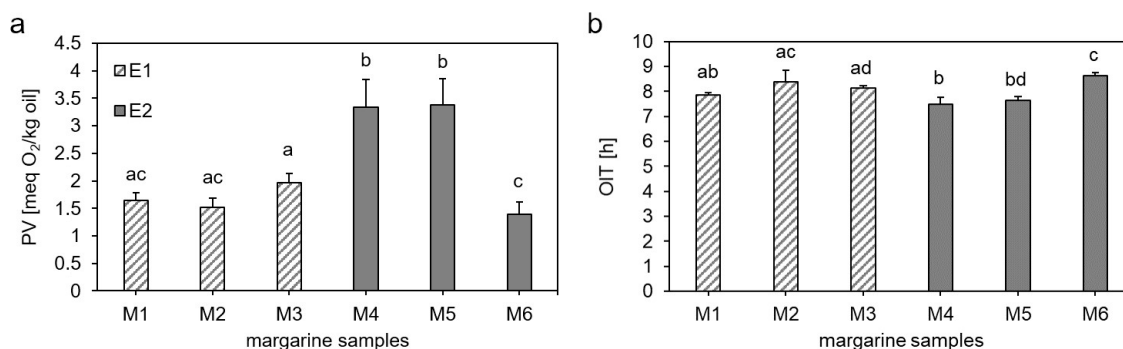 a
PV [meq O₂/kg oil]
4.5
4
3.5
3
2.5
2
1.5
1
0.5
0
E1
E2
ac
ac
a
b
b
c
M1 M2 M3 M4 M5 M6
margarine samples
b
OIT [h]
10
9
8
7
6
5
4
3
2
1
0
ab
ac
ad
b
bd
c
M1 M2 M3 M4 M5 M6
margarine samples